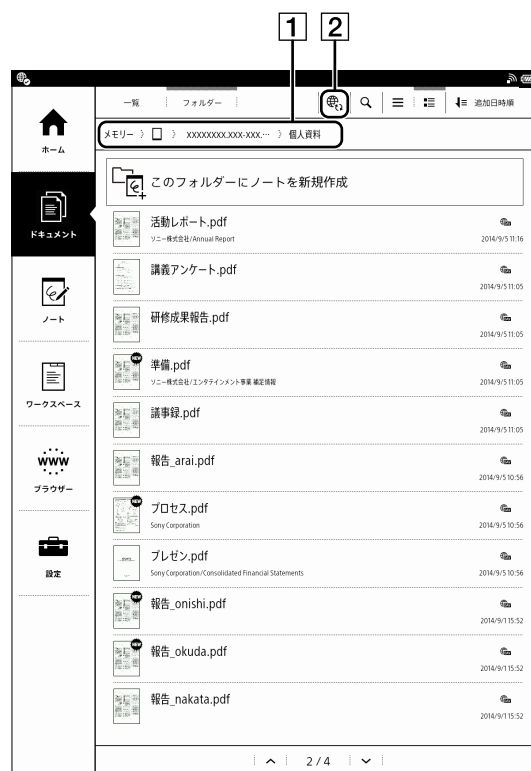 1 2
一覧 フォルダー 追加日時順
メモリー 〉 〉 xxxxxxxx.xxx-xxx.… 〉 個人資料
ホーム
ドキュメント
ノート
ワークスペース
WWW
ブラウザー
設定
このフォルダーにノートを新規作成
活動レポート.pdf
ソニー株式会社/Annual Report
2014/9/5 11:16
講義アンケート.pdf
2014/9/5 11:05
研修成果報告.pdf
2014/9/5 11:05
NEW
準備.pdf
ソニー株式会社/エンタテインメント事業 補足情報
2014/9/5 11:05
議事録.pdf
2014/9/5 11:05
報告_arai.pdf
2014/9/5 10:56
NEW
プロセス.pdf
Sony Corporation
2014/9/5 10:56
プレゼン.pdf
Sony Corporation/Consolidated Financial Statements
2014/9/5 10:56
NEW
報告_onishi.pdf
2014/9/1 15:52
NEW
報告_okuda.pdf
2014/9/1 15:52
報告_nakata.pdf
2014/9/1 15:52
2 / 4